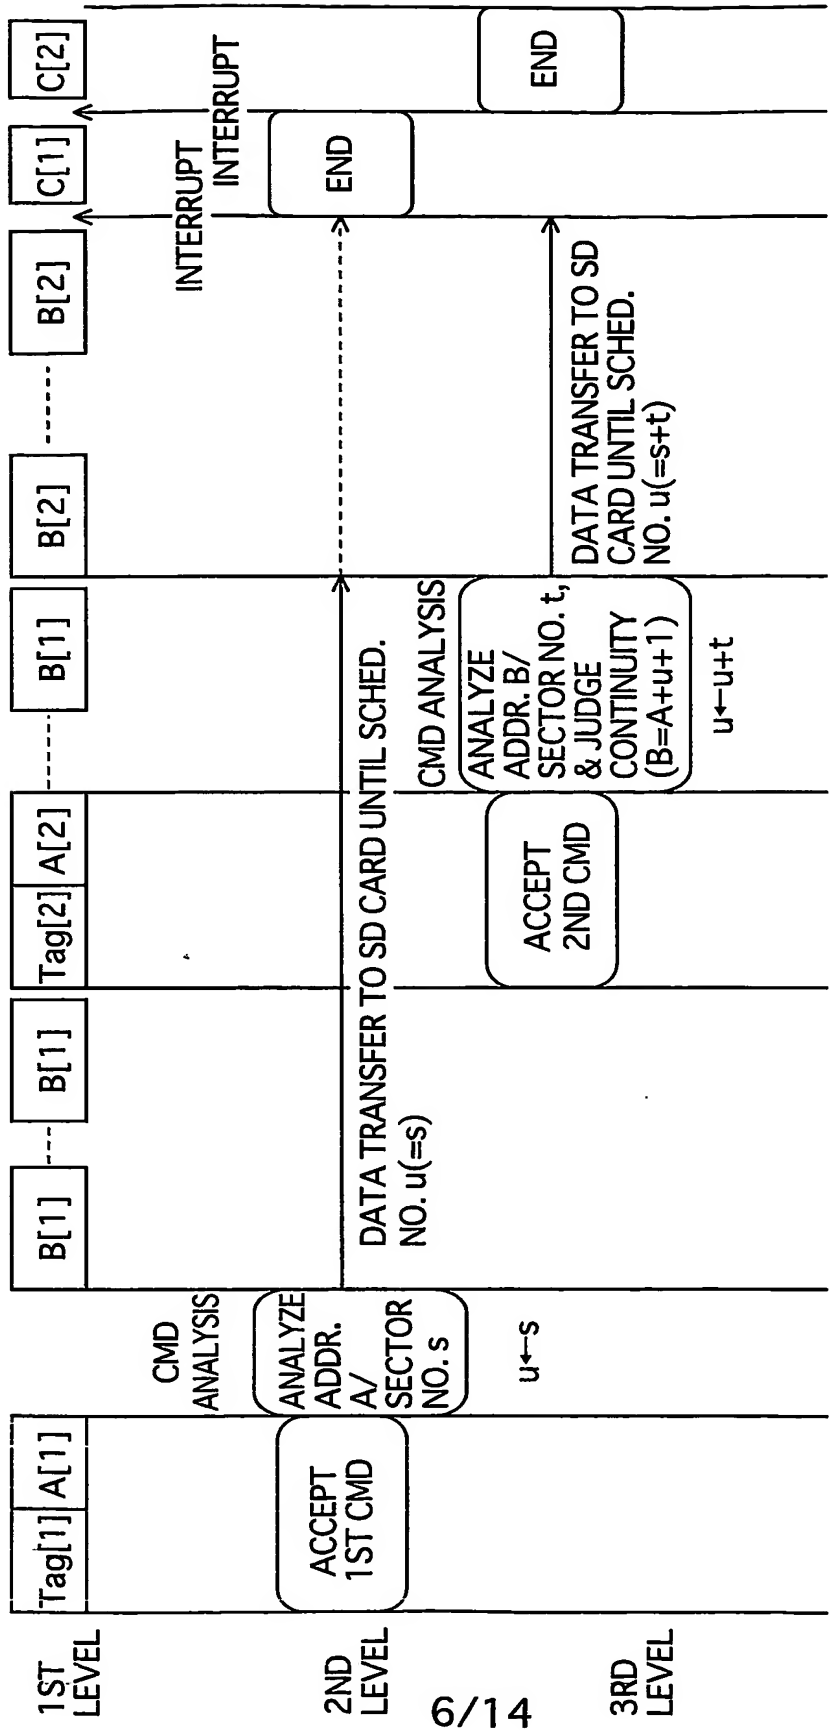 1ST
LEVEL
Tag[1] A[1]
B[1]
-----
B[1]
Tag[2] A[2]
-------
B[1]
B[2]
------
B[2]
C[1]
C[2]
INTERRUPT
INTERRUPT
2ND
LEVEL
ACCEPT
1ST CMD
CMD
ANALYSIS
ANALYZE
ADDR.
A/
SECTOR
NO. s
u←s
DATA TRANSFER TO SD CARD UNTIL SCHED.
NO. u(=s)
END
3RD
LEVEL
ACCEPT
2ND CMD
CMD ANALYSIS
ANALYZE
ADDR. B/
SECTOR NO. t,
& JUDGE
CONTINUITY
(B=A+u+1)
u←u+t
DATA TRANSFER TO SD
CARD UNTIL SCHED.
NO. u(=s+t)
END
6/14